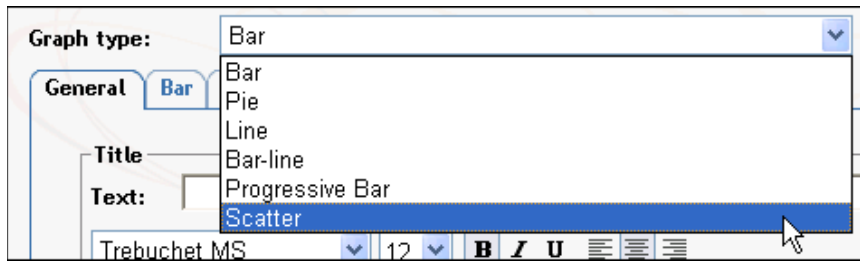 Graph type: Bar
Bar
General Bar
Pie
Line
Title
Bar-line
Text:
Progressive Bar
Scatter
Trebuchet MS 12 B I U